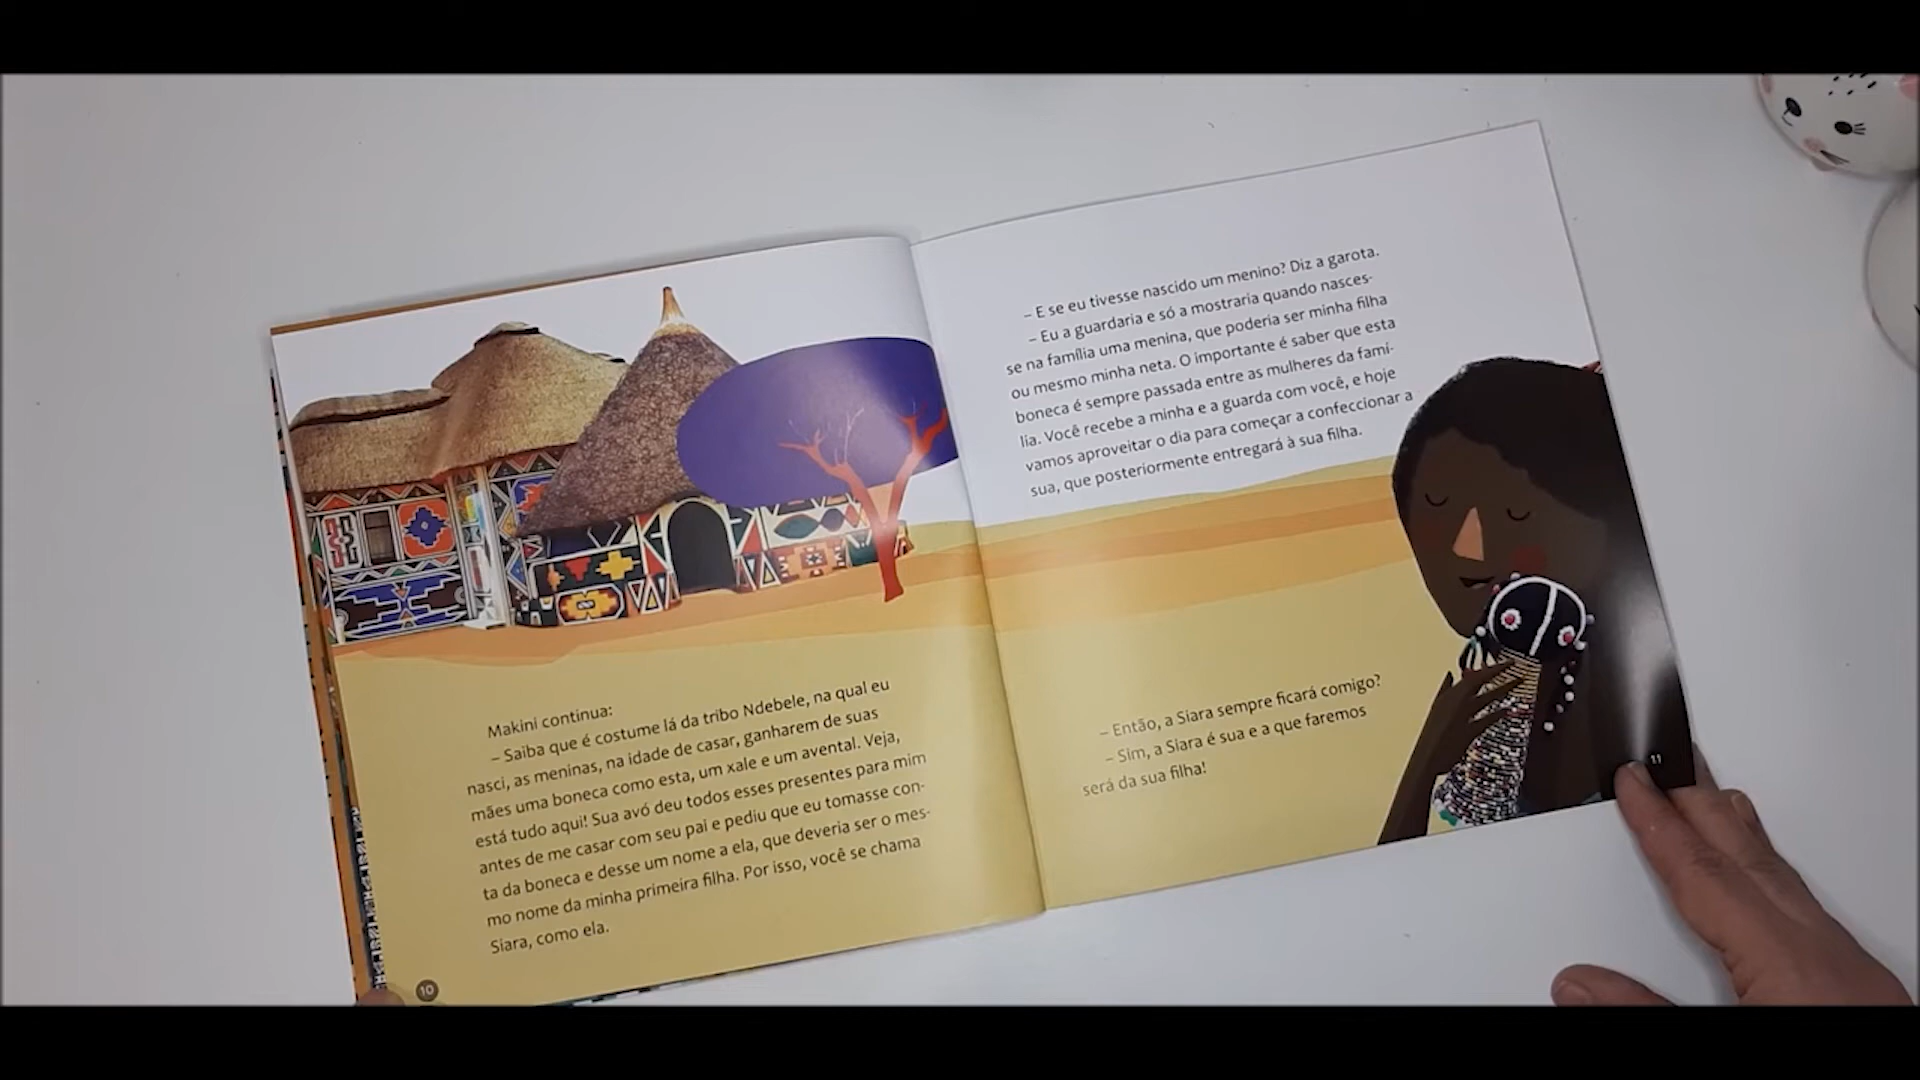 Makini continua:
– Saiba que é costume lá da tribo Ndebele, na qual eu
nasci, as meninas, na idade de casar, ganharem de suas
mães uma boneca como esta, um xale e um avental. Veja,
está tudo aqui! Sua avó deu todos esses presentes para mim
antes de me casar com seu pai e pediu que eu tomasse con-
ta da boneca e desse um nome a ela, que deveria ser o mes-
mo nome da minha primeira filha. Por isso, você se chama
Siara, como ela.
10
– E se eu tivesse nascido um menino? Diz a garota.
– Eu a guardaria e só a mostraria quando nasces-
se na família uma menina, que poderia ser minha filha
ou mesmo minha neta. O importante é saber que esta
boneca é sempre passada entre as mulheres da famí-
lia. Você recebe a minha e a guarda com você, e hoje
vamos aproveitar o dia para começar a confeccionar a
sua, que posteriormente entregará à sua filha.
– Então, a Siara sempre ficará comigo?
– Sim, a Siara é sua e a que faremos
será da sua filha!
11